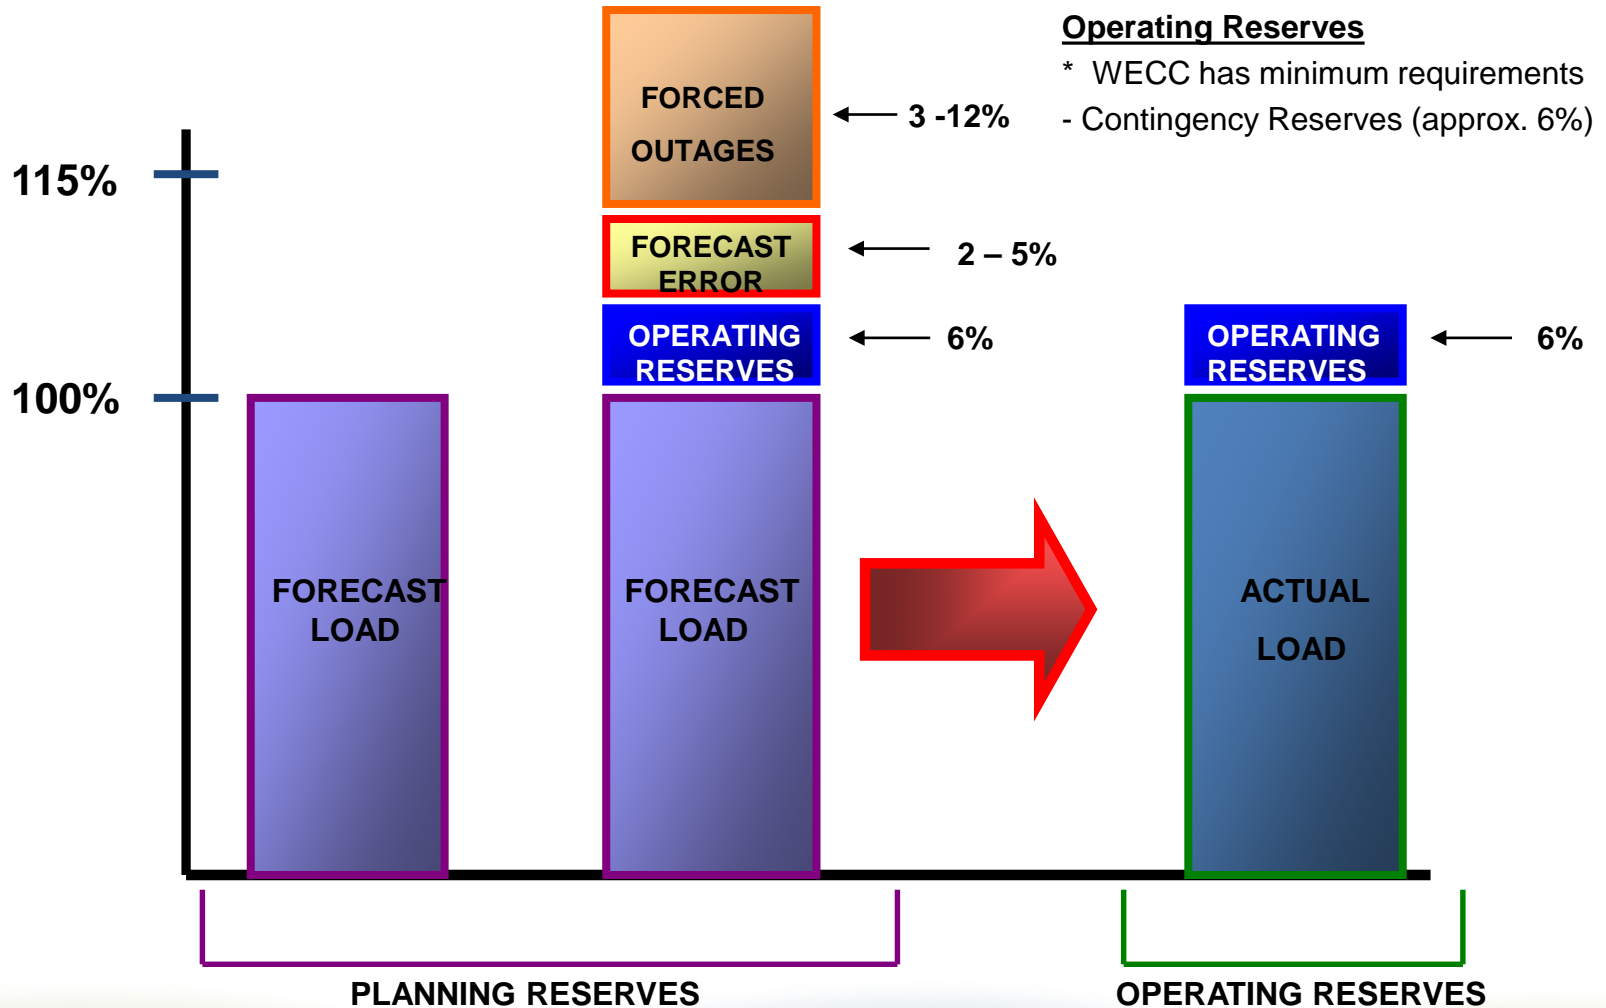 Operating Reserves
* WECC has minimum requirements
- Contingency Reserves (approx. 6%)
FORCED
OUTAGES
3 -12%
115%
FORECAST
ERROR
2 – 5%
OPERATING
RESERVES
6%
OPERATING
RESERVES
6%
100%
FORECAST
LOAD
FORECAST
LOAD
ACTUAL
LOAD
PLANNING RESERVES
OPERATING RESERVES